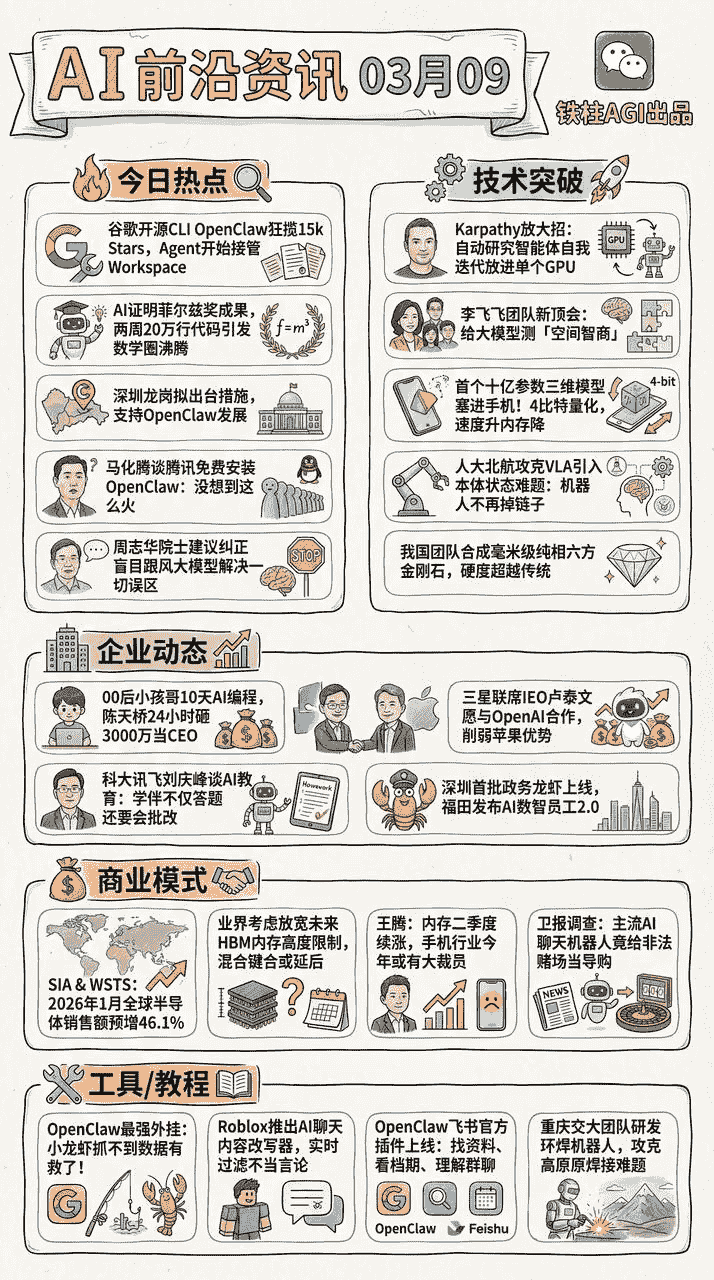 AI前沿资讯 03月09
铁柱AGI出品
今日热点
谷歌开源CLI OpenClaw狂揽15k
Stars，Agent开始接管
Workspace
AI证明菲尔兹奖成果，
两周20万行代码引发
数学圈沸腾
f=m³
深圳龙岗拟出台措施，
支持OpenClaw发展
马化腾谈腾讯免费安装
OpenClaw：没想到这
么火
?
周志华院士建议纠正
盲目跟风大模型解决一
切误区
STOP
技术突破
Karpathy放大招：
自动研究智能体自我
迭代放进单个GPU
GPU
李飞飞团队新顶会：
给大模型测「空间智商」
首个十亿参数三维模型
塞进手机！4比特量化，
速度升内存降
4-bit
人大北航攻克VLA引入
本体状态难题：机器
人不再掉链子
我国团队合成毫米级纯相六方
金刚石，硬度超越传统
企业动态
00后小孩哥10天AI编程，
陈天桥24小时砸
3000万当CEO
三星联席IEO卢泰文
愿与OpenAI合作，
削弱苹果优势
科大讯飞刘庆峰谈AI教
育：学伴不仅答题
还要会批改
Howework
深圳首批政务龙虾上线，
福田发布AI数智员工2.0
商业模式
SIA & WSTS：
2026年1月全球半导
体销售额预增46.1%
业界考虑放宽未来
HBM内存高度限制，
混合键合或延后
?
王腾：内存二季度
续涨，手机行业今
年或有大裁员
卫报调查：主流AI
聊天机器人竟给非法
赌场当导购
NEWS
工具/教程
OpenClaw最强外挂：
小龙虾抓不到数据有
救了！
Roblox推出AI聊天
内容改写器，实时
过滤不当言论
OpenClaw飞书官方
插件上线：找资料、
看档期、理解群聊
OpenClaw Feishu
重庆交大团队研发
环焊机器人，攻克
高原原焊接难题